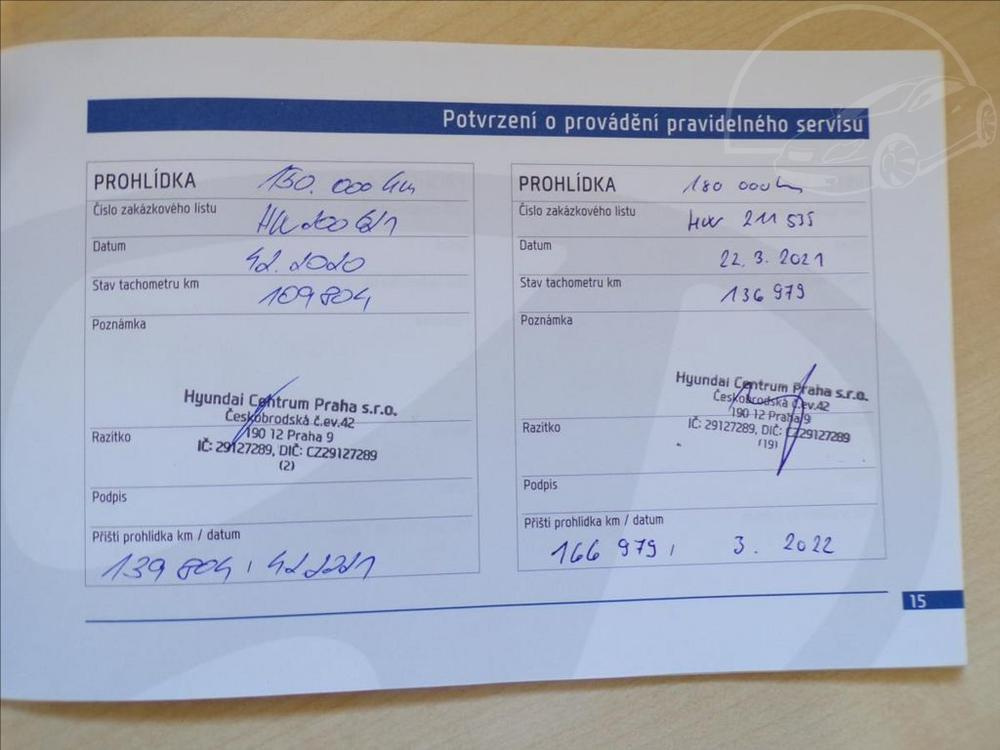 Potvrzení o provádění pravidelného servisu
PROHLÍDKA 150.000 km
Číslo zakázkového listu
Datum 4.2.2020
Stav tachometru km 109 804
Poznámka
Hyundai Centrum Praha s.r.o.
Českobrodská č.ev.42
190 12 Praha 9
Razítko
IČ: 29127289, DIČ: CZ29127289
(2)
Podpis
Příští prohlídka km / datum
139 804,
PROHLÍDKA 180 000 km
Číslo zakázkového listu HW 211 535
Datum 22.3.2021
Stav tachometru km 136 979
Poznámka
Hyundai Centrum Praha s.r.o.
Českobrodská č.ev.42
190 12 Praha 9
Razítko
IČ: 29127289, DIČ: CZ29127289
(19)
Podpis
Příští prohlídka km / datum
166 979, 3. 2022
15